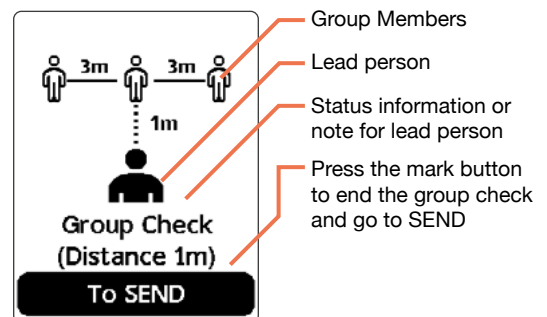 Group Members
3m 3m
Lead person
1m
Status information or
note for lead person
Press the mark button
to end the group check
and go to SEND
Group Check
(Distance 1m)
To SEND